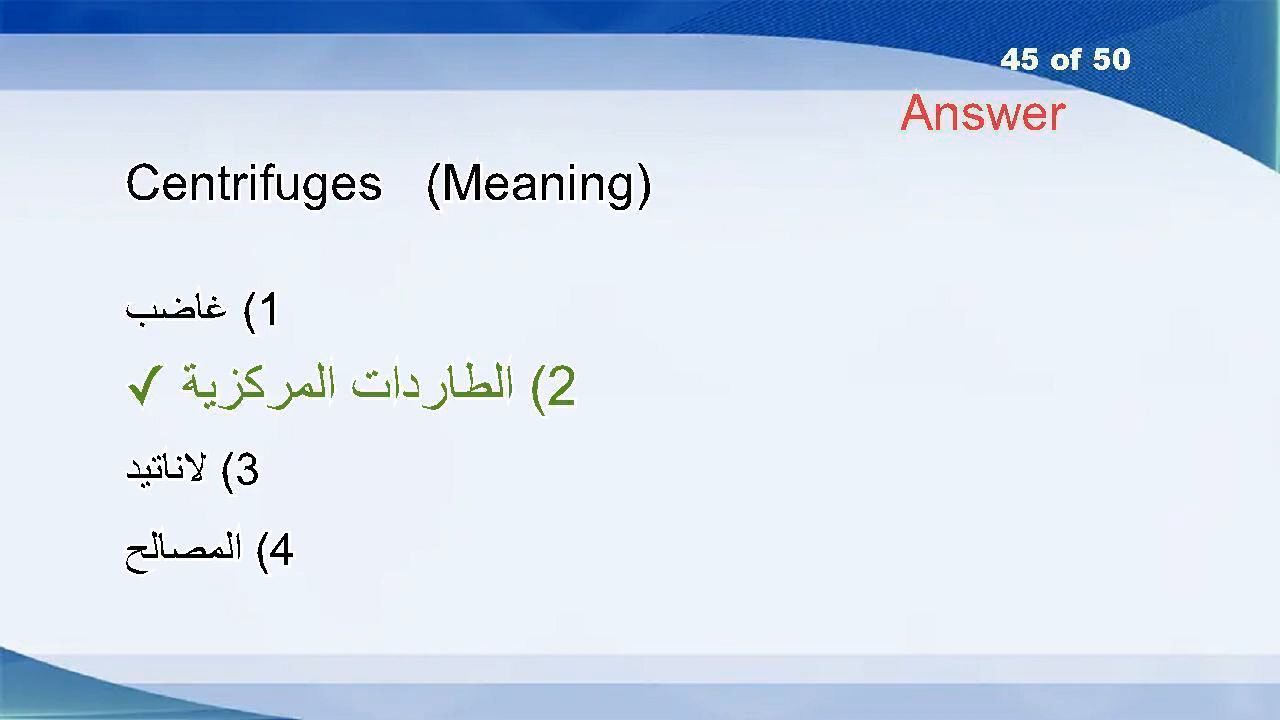 45 of 50
Answer
Centrifuges (Meaning)
1) غاضب
2) الطاردات المركزية ✓
3) لاناتيد
4) المصالح